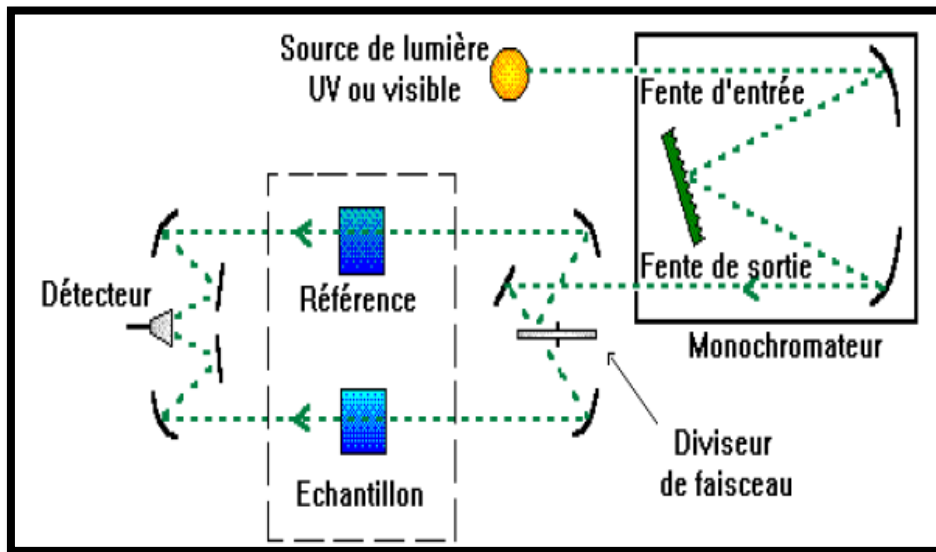 Source de lumière
UV ou visible
Fente d'entrée
Fente de sortie
Monochromateur
Détecteur
Référence
Echantillon
Diviseur
de faisceau